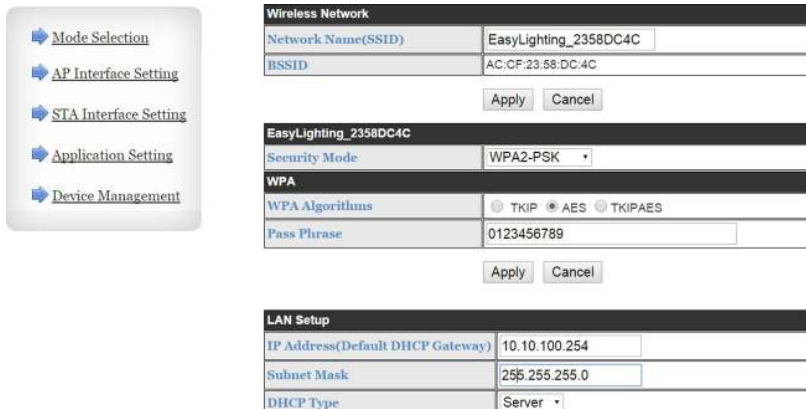 Mode Selection
AP Interface Setting
STA Interface Setting
Application Setting
Device Management
Wireless Network
Network Name(SSID) EasyLighting_2358DC4C
BSSID AC:CF:23:58:DC:4C
Apply Cancel
EasyLighting_2358DC4C
Security Mode WPA2-PSK
WPA
WPA Algorithms TKIP AES TKIPAES
Pass Phrase 0123456789
Apply Cancel
LAN Setup
IP Address(Default DHCP Gateway) 10.10.100.254
Subnet Mask 255.255.255.0
DHCP Type Server